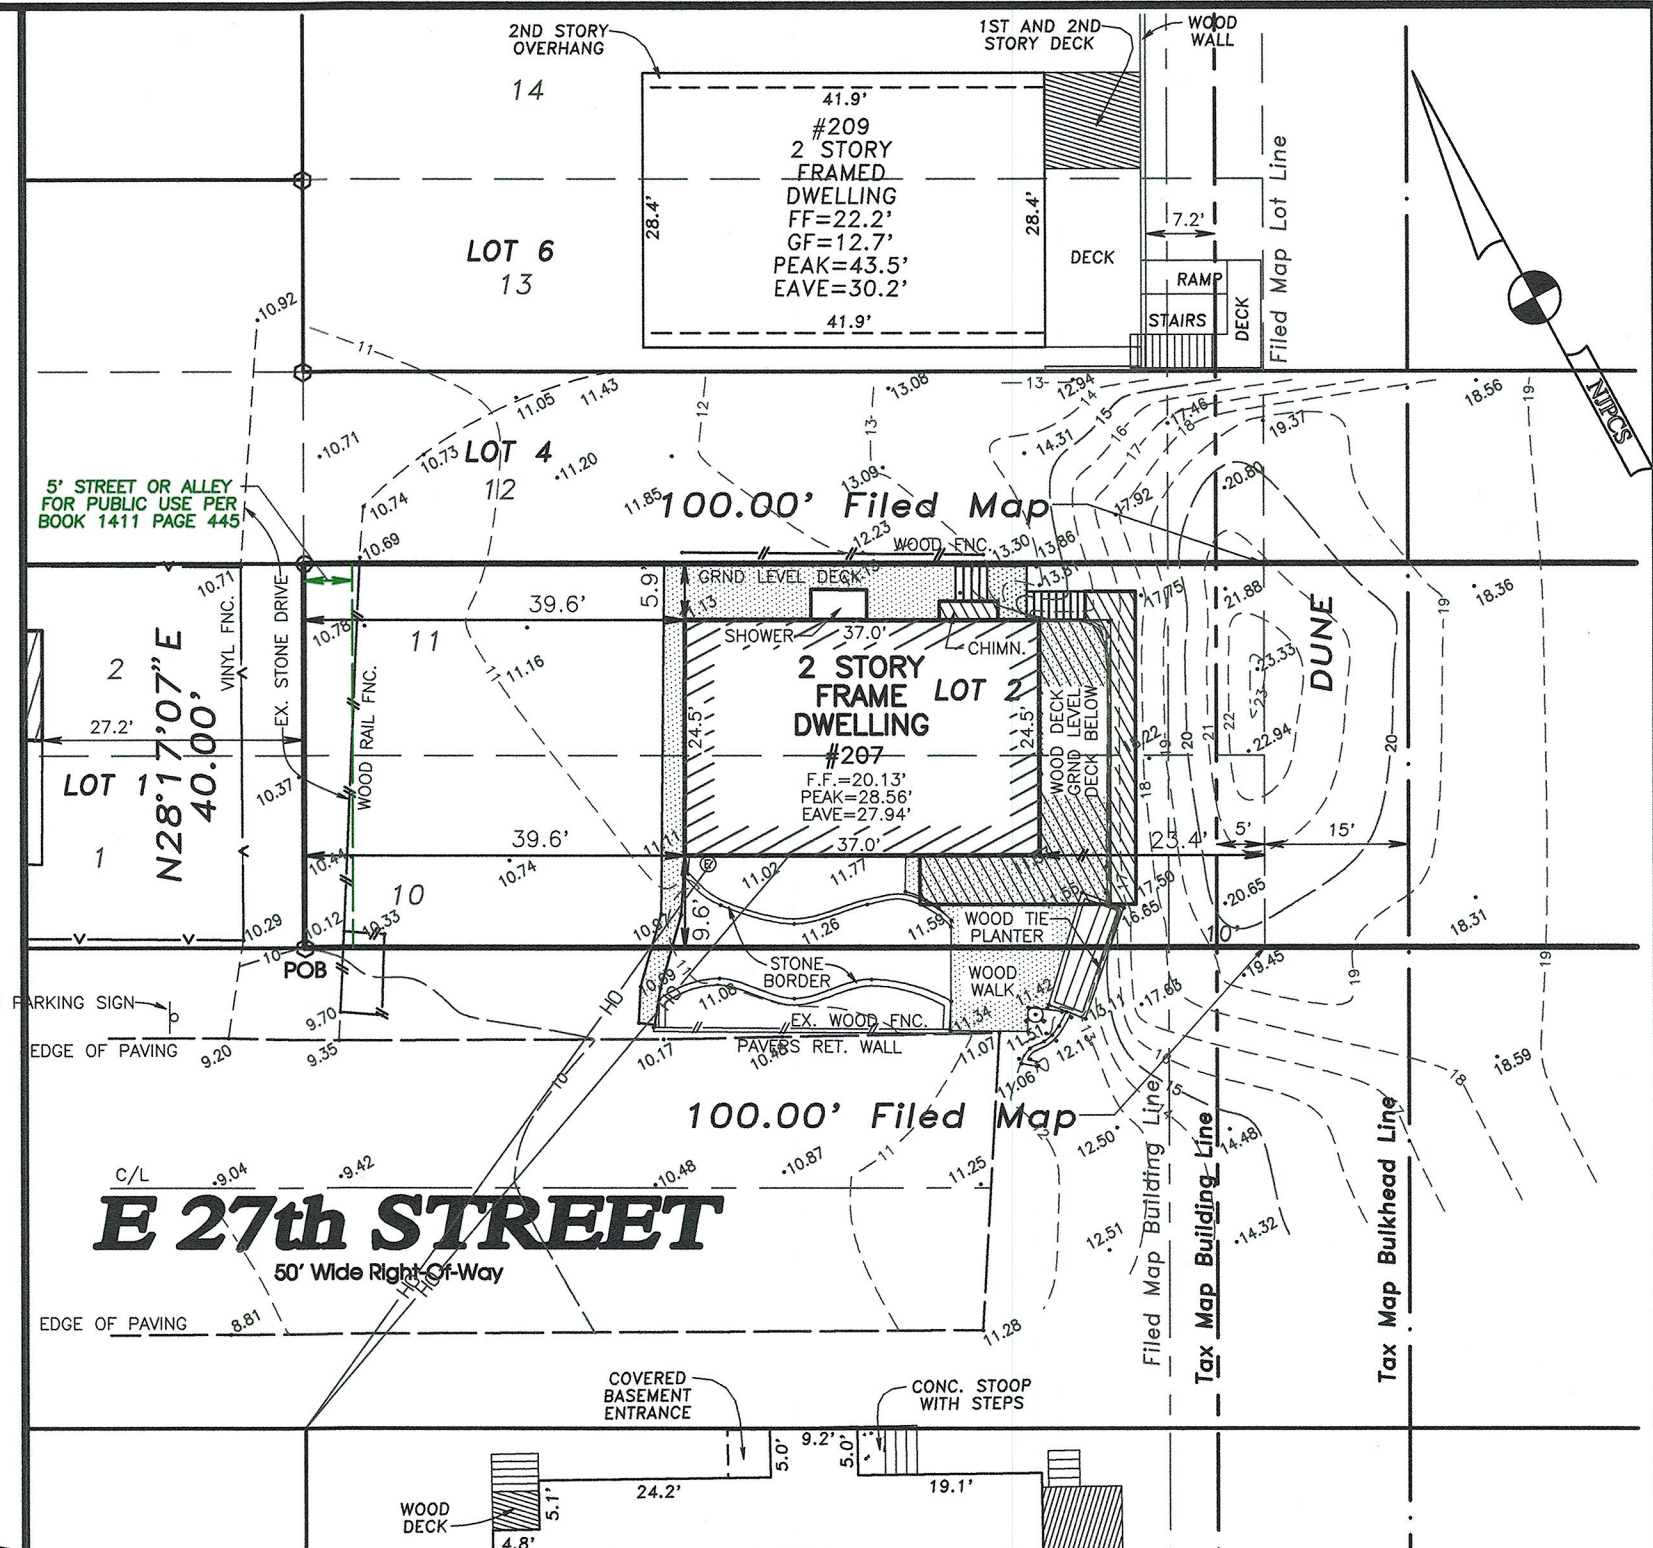 2ND STORY
OVERHANG
14
1ST AND 2ND
STORY DECK
WOOD
WALL
41.9'
#209
2 STORY
FRAMED
DWELLING
FF=22.2'
GF=12.7'
PEAK=43.5'
EAVE=30.2'
28.4'
28.4'
41.9'
DECK
7.2'
RAMP
STAIRS
DECK
Filed Map Lot Line
NJPCS
LOT 6
13
10.92
11
11.05
11.43
12
13.08
13
13
12.94
14
15
16
17
17.46
18
19.37
18.56
19
10.71
10.73
LOT 4
12
11.20
11.85
13.09
14.31
17.92
20.80
5' STREET OR ALLEY
FOR PUBLIC USE PER
BOOK 1411 PAGE 445
10.74
100.00' Filed Map
10.69
12.23
WOOD FNC.
13.30
13.86
10.71
VINYL FNC.
EX. STONE DRIVE
GRND LEVEL DECK
5.9'
39.6'
17.75
21.88
18.36
19
DUNE
10.78
11
WOOD RAIL FNC.
11.16
11
SHOWER
37.0'
CHIMN.
2 STORY
FRAME
DWELLING
#207
F.F.=20.13'
PEAK=28.56'
EAVE=27.94'
LOT 2
24.5'
24.5'
37.0'
WOOD DECK
GRND LEVEL
DECK BELOW
23.33
23
22.94
22
21
20
19
18
20
2
N28°17'07"E
40.00'
27.2'
LOT 1
1
10.37
39.6'
23.4'
5'
15'
10.44
10.74
11.11
11.02
11.77
10
17.50
20.65
16.65
18.31
10.29
10.12
10.33
10
POB
9.6'
11.26
11.59
WOOD TIE
PLANTER
10'
STONE
BORDER
WOOD
WALK
11.42
17.63
19.45
19
19
PARKING SIGN
9.70
10.69
HO
HO
11.08
EX. WOOD FNC.
11.34
13.11
EDGE OF PAVING
9.20
9.35
10.17
PAVERS RET. WALL
11.07
11.51
12.11
11.06
16
15
18.59
18
10
100.00' Filed Map
12.50
14.48
11
C/L
9.04
9.42
10.48
10.87
11.25
E 27th STREET
50' Wide Right-Of-Way
HO
HO
12.51
14.32
Filed Map Building Line
Tax Map Building Line
Tax Map Bulkhead Line
EDGE OF PAVING
8.81
11.28
COVERED
BASEMENT
ENTRANCE
CONC. STOOP
WITH STEPS
5.0'
9.2'
5.0'
24.2'
19.1'
WOOD
DECK
5.1'
4.8'